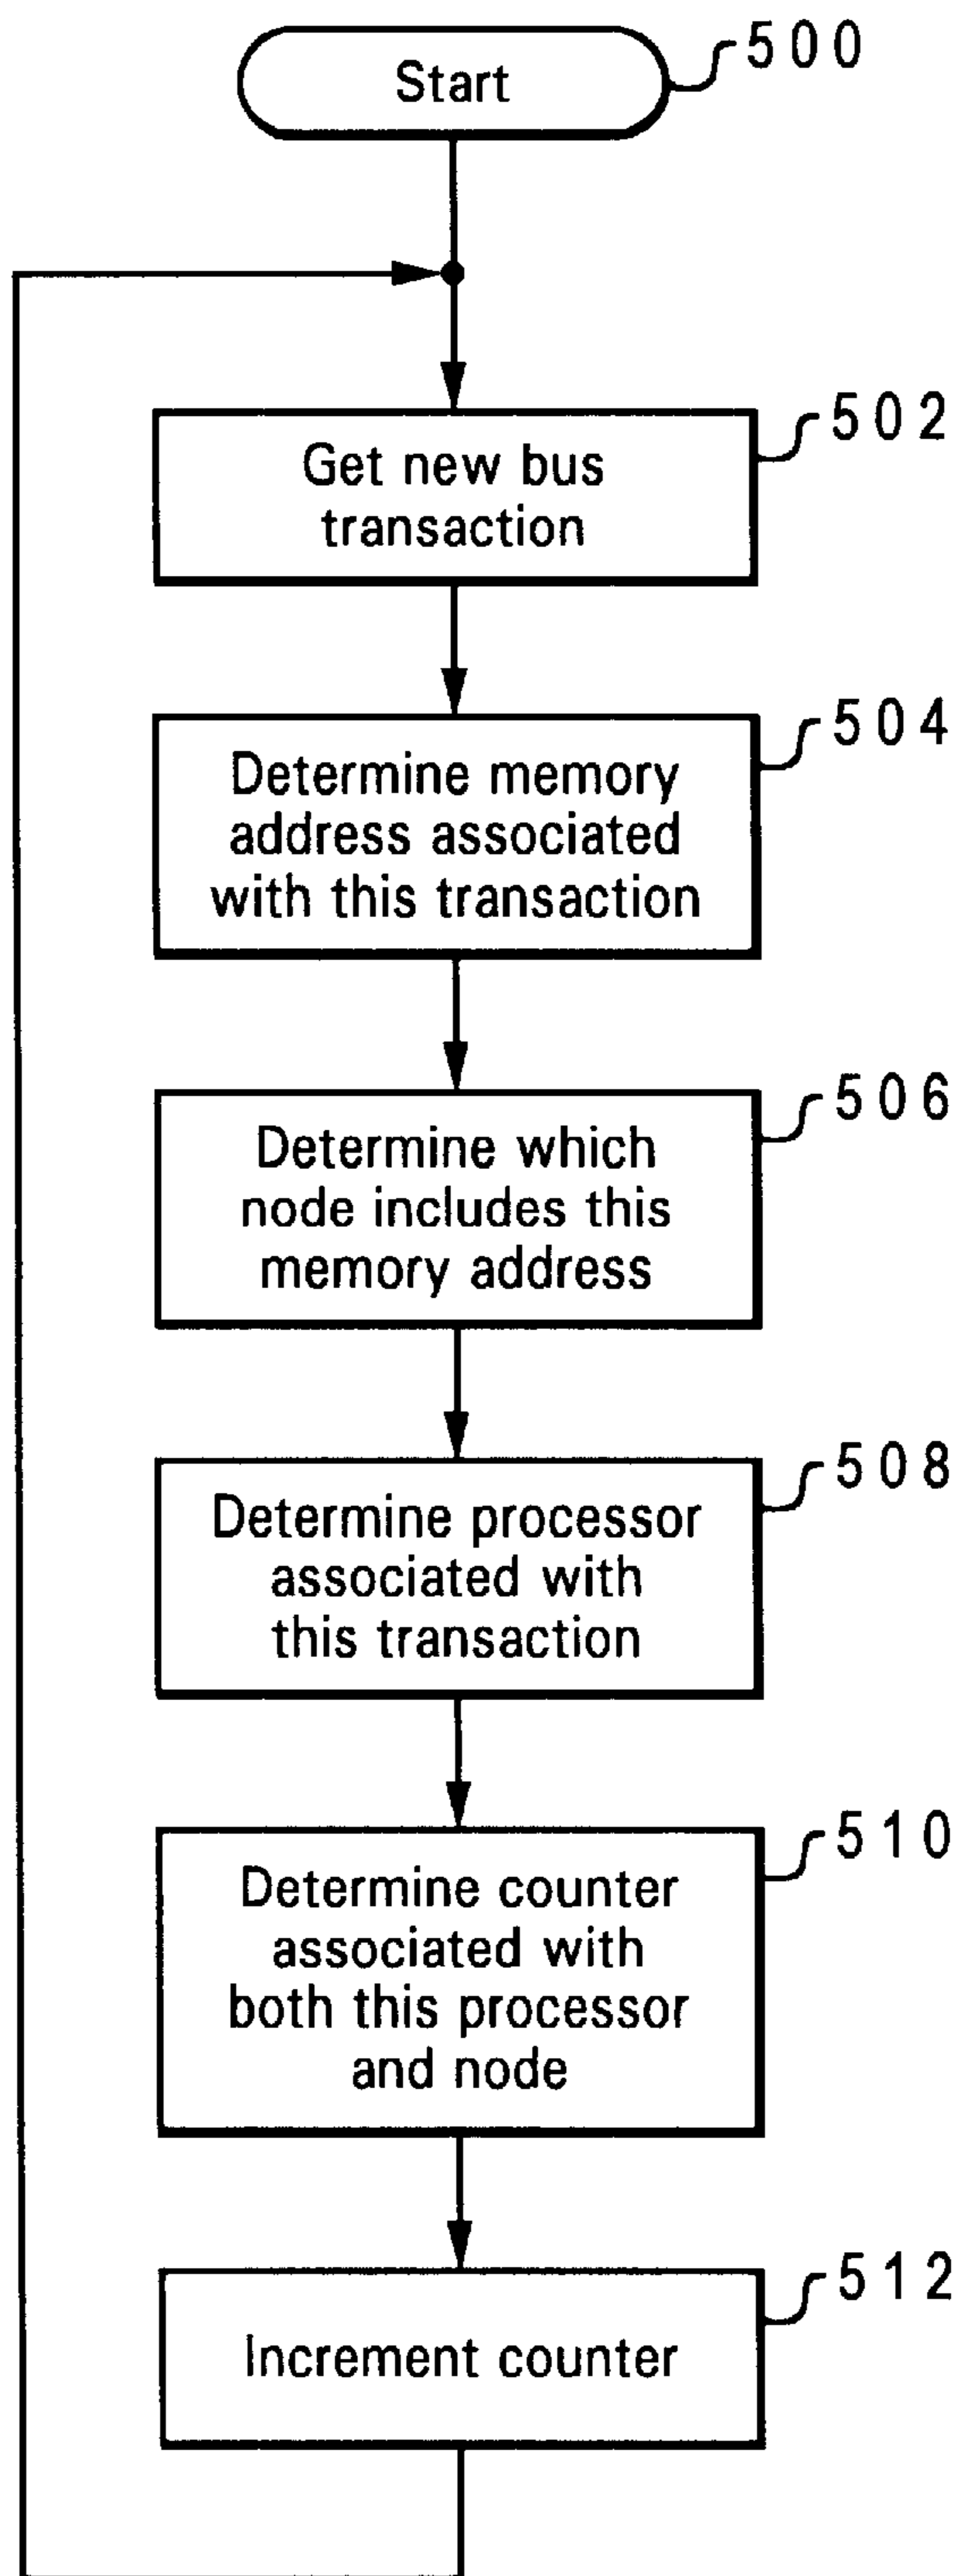 Start
500
Get new bus
transaction
502
Determine memory
address associated
with this transaction
504
Determine which
node includes this
memory address
506
Determine processor
associated with
this transaction
508
Determine counter
associated with
both this processor
and node
510
Increment counter
512